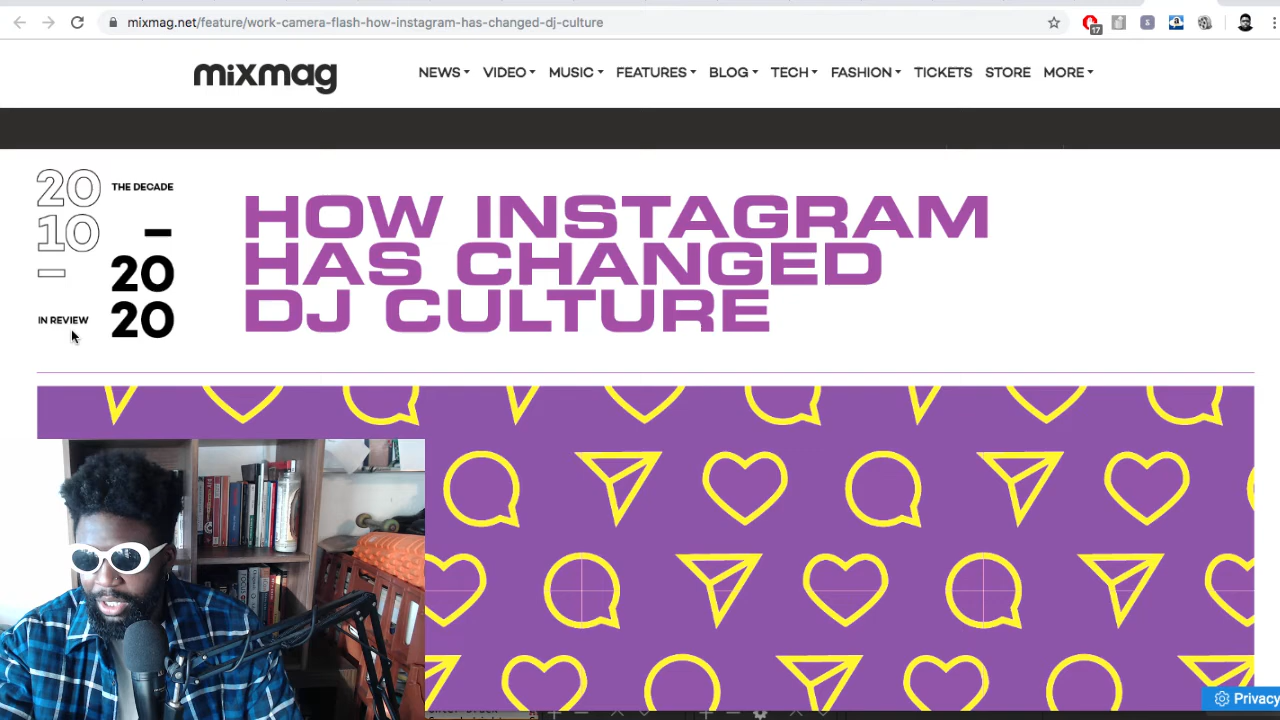 mixmag.net/feature/work-camera-flash-how-instagram-has-changed-dj-culture
17
mixmag
NEWS VIDEO MUSIC FEATURES BLOG TECH FASHION TICKETS STORE MORE
20
10
–
THE DECADE
–
20
20
IN REVIEW
HOW INSTAGRAM
HAS CHANGED
DJ CULTURE
Privacy